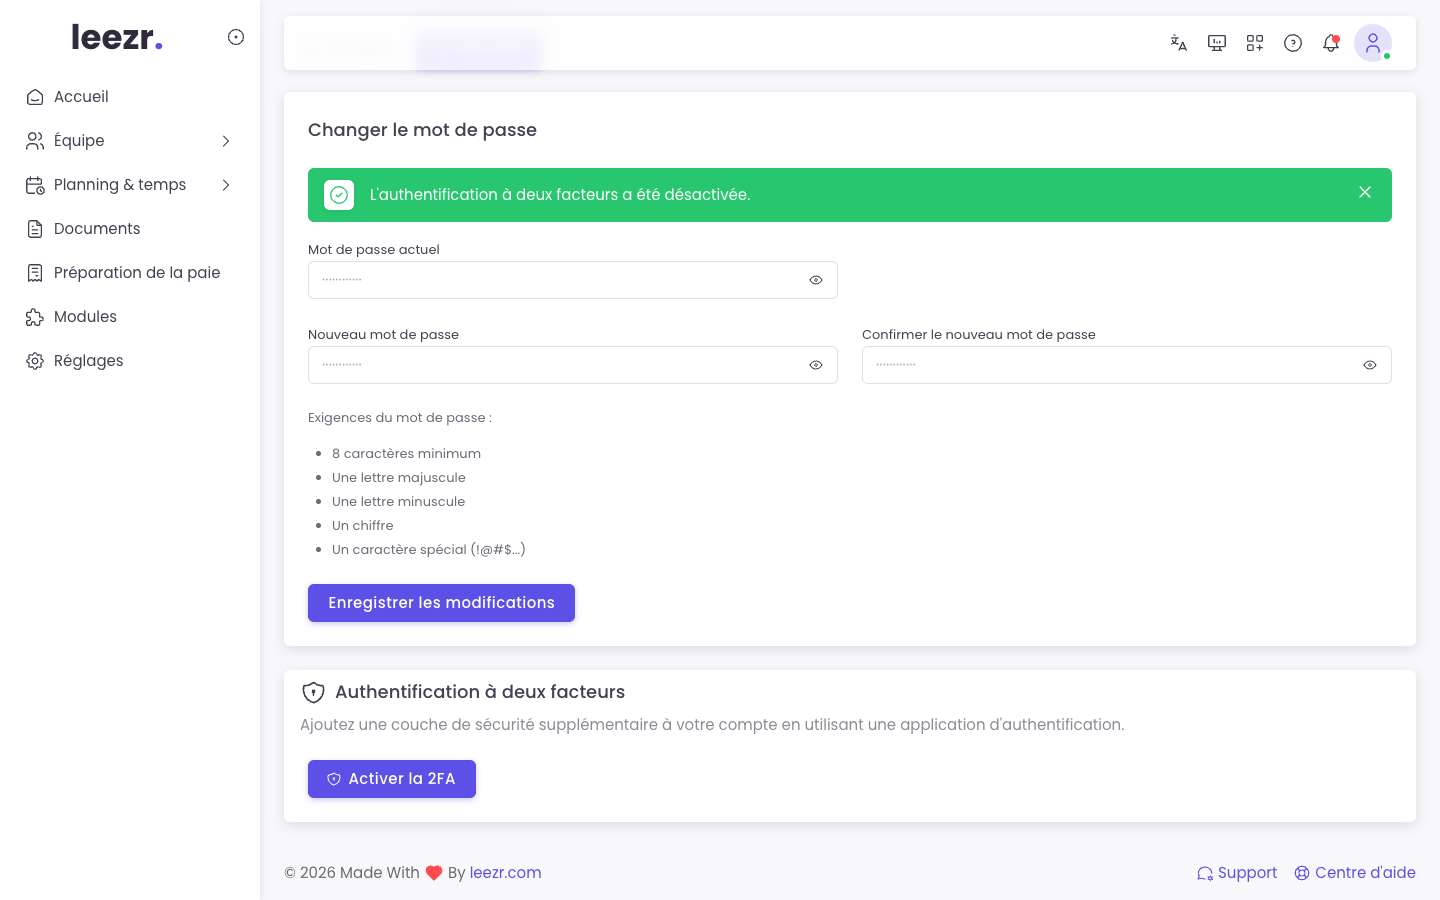 leezr.
Accueil
Équipe
Planning & temps
Documents
Préparation de la paie
Modules
Réglages
Changer le mot de passe
L'authentification à deux facteurs a été désactivée.
Mot de passe actuel
············
Nouveau mot de passe
Confirmer le nouveau mot de passe
············
············
Exigences du mot de passe :
8 caractères minimum
Une lettre majuscule
Une lettre minuscule
Un chiffre
Un caractère spécial (!@#$...)
Enregistrer les modifications
Authentification à deux facteurs
Ajoutez une couche de sécurité supplémentaire à votre compte en utilisant une application d'authentification.
Activer la 2FA
© 2026 Made With ❤ By leezr.com
Support
Centre d'aide